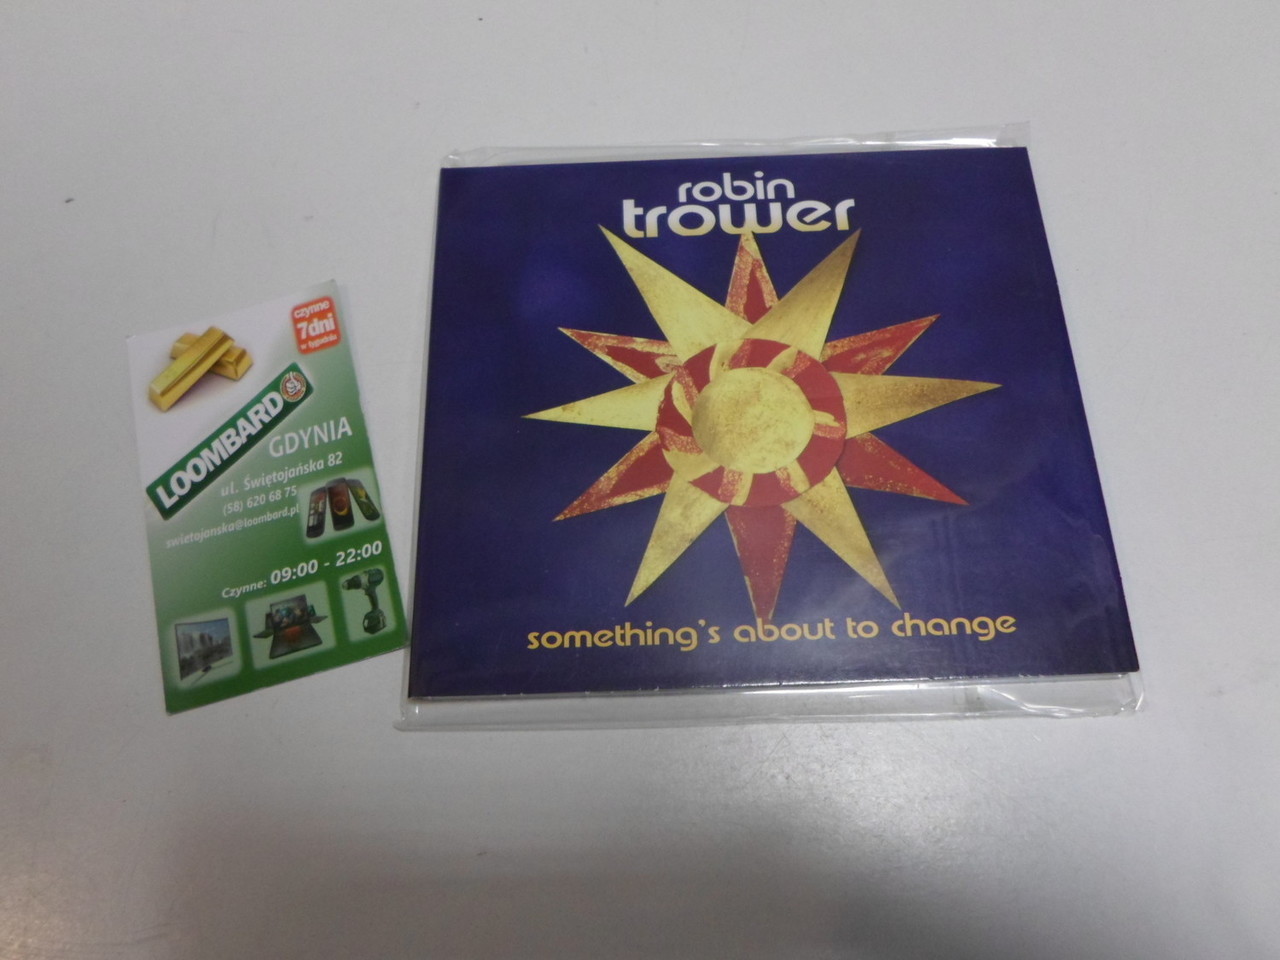 czynne
7dni
w tygodniu
LOOMBARD
GDYNIA
ul. Świętojańska 82
(58) 620 68 75
swietojanska@loombard.pl
Czynne: 09:00 - 22:00
robin
trower
something's about to change